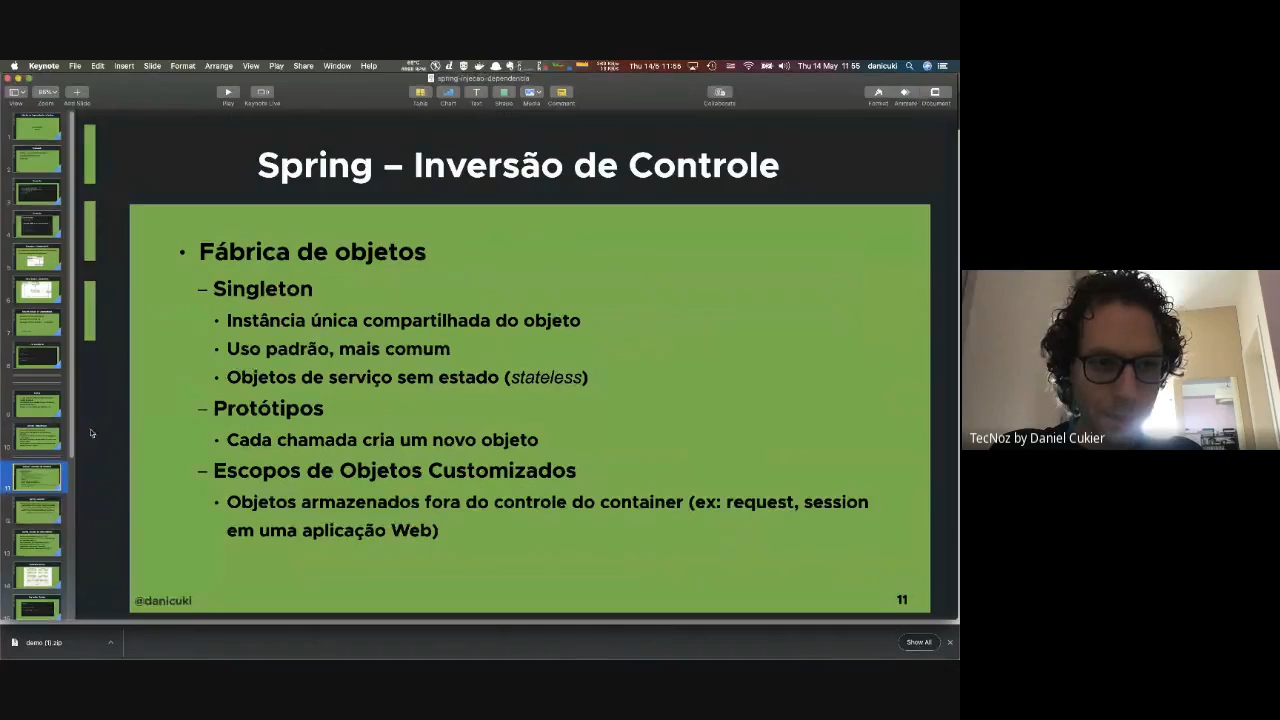 Keynote File Edit Insert Slide Format Arrange View Play Share Window Help
Thu 14/5 11:55 Thu 14 May 11 55 danicuki
spring-injecao-dependencia
View Zoom Add Slide Play Keynote Live Table Chart Text Shape Media Comment Collaborate Format Animate Document
Spring – Inversão de Controle
• Fábrica de objetos
– Singleton
• Instância única compartilhada do objeto
• Uso padrão, mais comum
• Objetos de serviço sem estado (stateless)
– Protótipos
• Cada chamada cria um novo objeto
– Escopos de Objetos Customizados
• Objetos armazenados fora do controle do container (ex: request, session
em uma aplicação Web)
@danicuki
11
TecNoz by Daniel Cukier
demo (1).zip
Show All